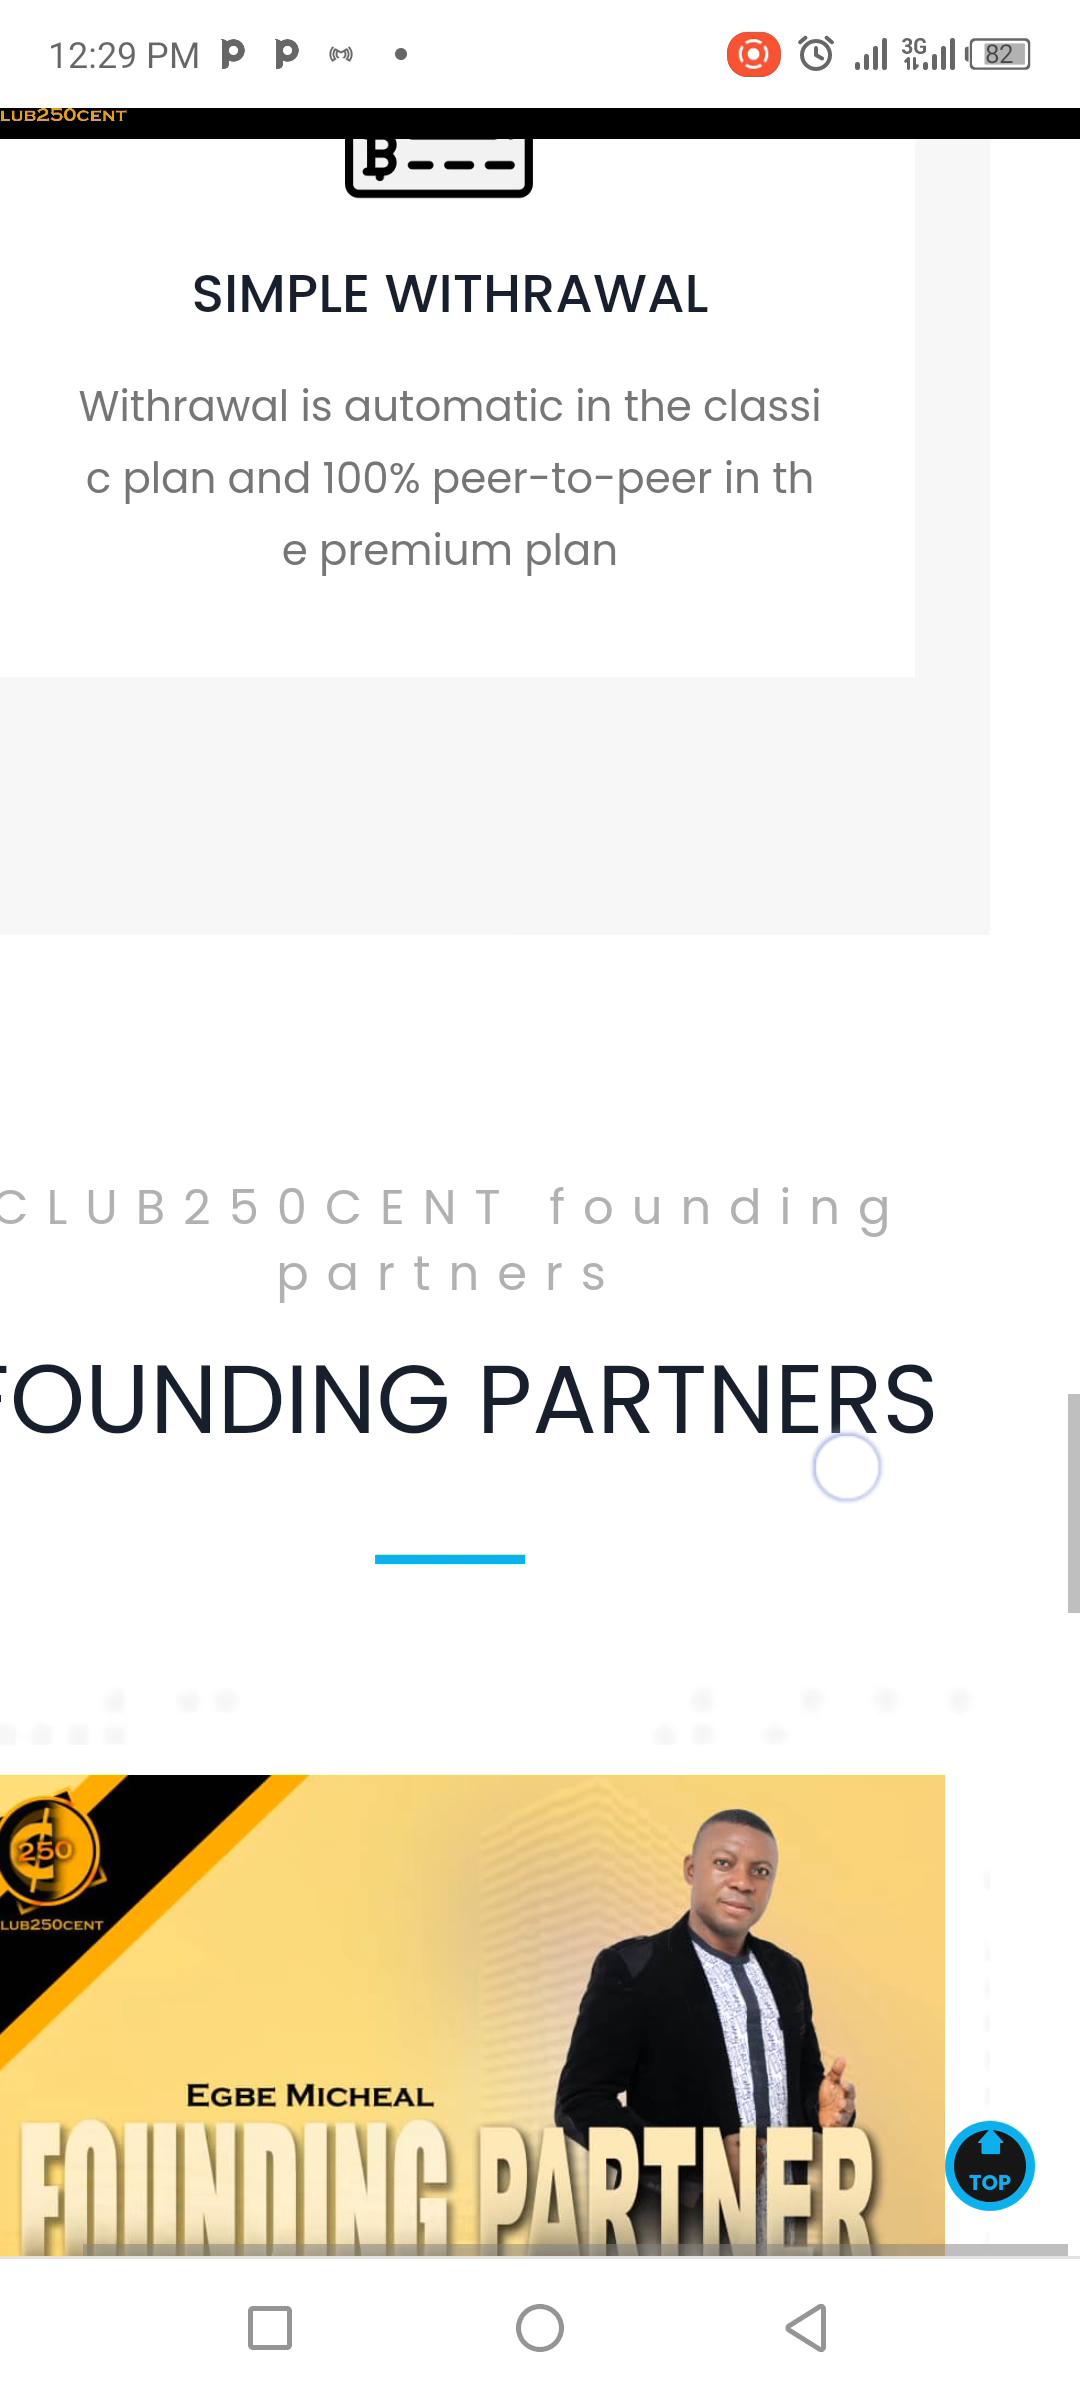 12:29 PM
3G
82
LUB250CENT
SIMPLE WITHRAWAL
Withrawal is automatic in the classi
c plan and 100% peer-to-peer in th
e premium plan
CLUB250CENT founding
partners
FOUNDING PARTNERS
250
LUB250CENT
EGBE MICHEAL
FOUNDING PARTNER
TOP